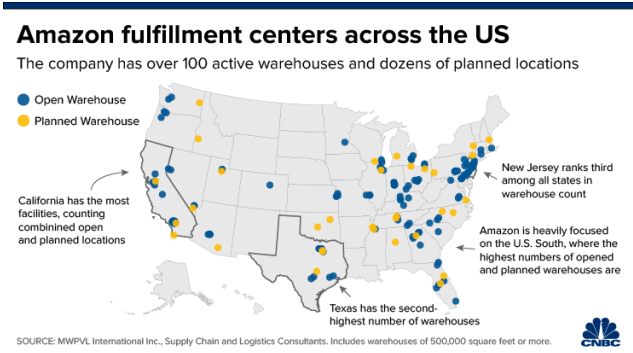 Amazon fulfillment centers across the US
The company has over 100 active warehouses and dozens of planned locations
Open Warehouse
Planned Warehouse
California has the most
facilities, counting
combinined open
and planned locations
New Jersey ranks third
among all states in
warehouse count
Amazon is heavily focused
on the U.S. South, where the
highest numbers of opened
and planned warehouses are
Texas has the second-
highest number of warehouses
SOURCE: MWPVL International Inc., Supply Chain and Logistics Consultants. Includes warehouses of 500,000 square feet or more.
CNBC